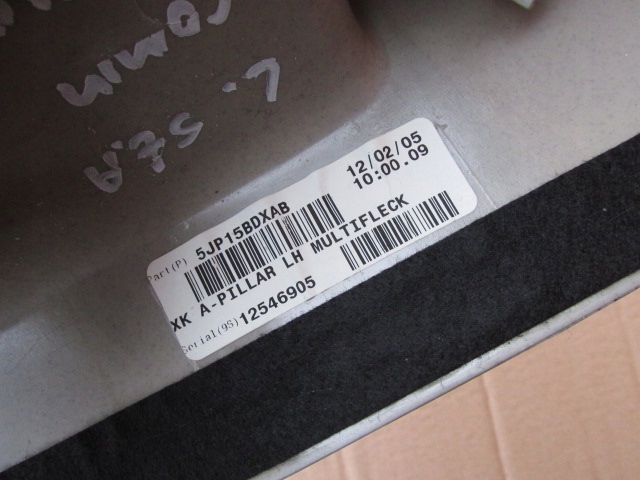 12/02/05
10:00.09
Part(P) 5JP15BDXAB
XK A-PILLAR LH MULTIFLECK
Serial(9S) 12546905